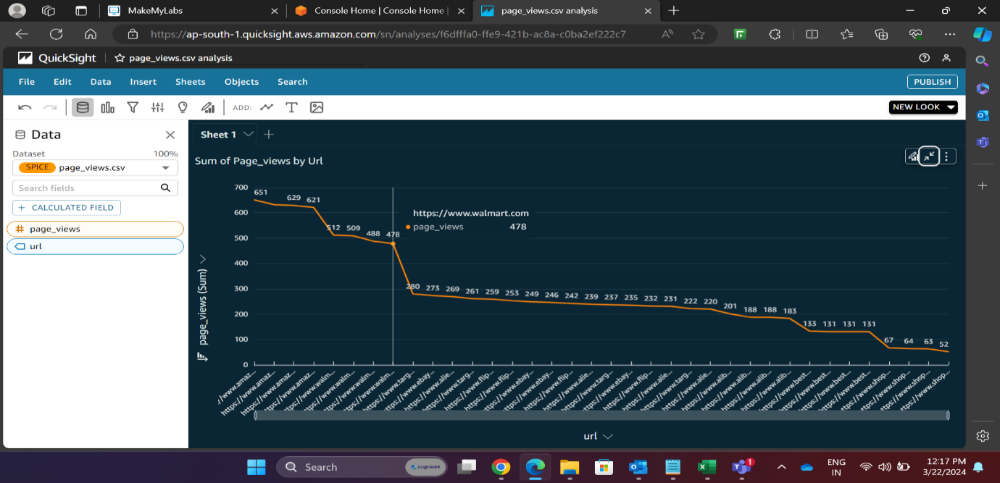 MakeMyLabs
Console Home | Console Home |
page_views.csv analysis
https://ap-south-1.quicksight.aws.amazon.com/sn/analyses/f6dfffa0-ffe9-421b-ac8a-c0ba2ef222c7
QuickSight
page_views.csv analysis
File Edit Data Insert Sheets Objects Search
PUBLISH
ADD:
NEW LOOK
Data
Dataset 100%
SPICE page_views.csv
Search fields
+ CALCULATED FIELD
# page_views
url
Sheet 1
Sum of Page_views by Url
page_views (Sum)
700
600
500
400
300
200
100
0
651 629 621 512 509 488 478 280 273 269 261 259 253 249 246 242 239 237 235 232 231 222 220 201 188 188 183 133 131 131 131 67 64 63 52
https://www.walmart.com
page_views 478
/www.amaz...
https://www.amaz...
https://www.amaz...
https://www.amaz...
https://www.walm...
https://www.walm...
https://www.walm...
https://www.walm...
https://www.targ...
https://www.ebay...
https://www.alie...
https://www.targ...
https://www.flip...
https://www.flip...
https://www.ebay...
https://www.ebay...
https://www.flip...
https://www.alie...
https://www.targ...
https://www.ebay...
https://www.flip...
https://www.targ...
https://www.alie...
https://www.alib...
https://www.alib...
https://www.alib...
https://www.alib...
https://www.best...
https://www.best...
https://www.best...
https://www.best...
https://www.shop...
https://www.shop...
ttps://www.shop...
ttps://www.shop...
url
Search
cognizant
1
ENG
IN
12:17 PM
3/22/2024